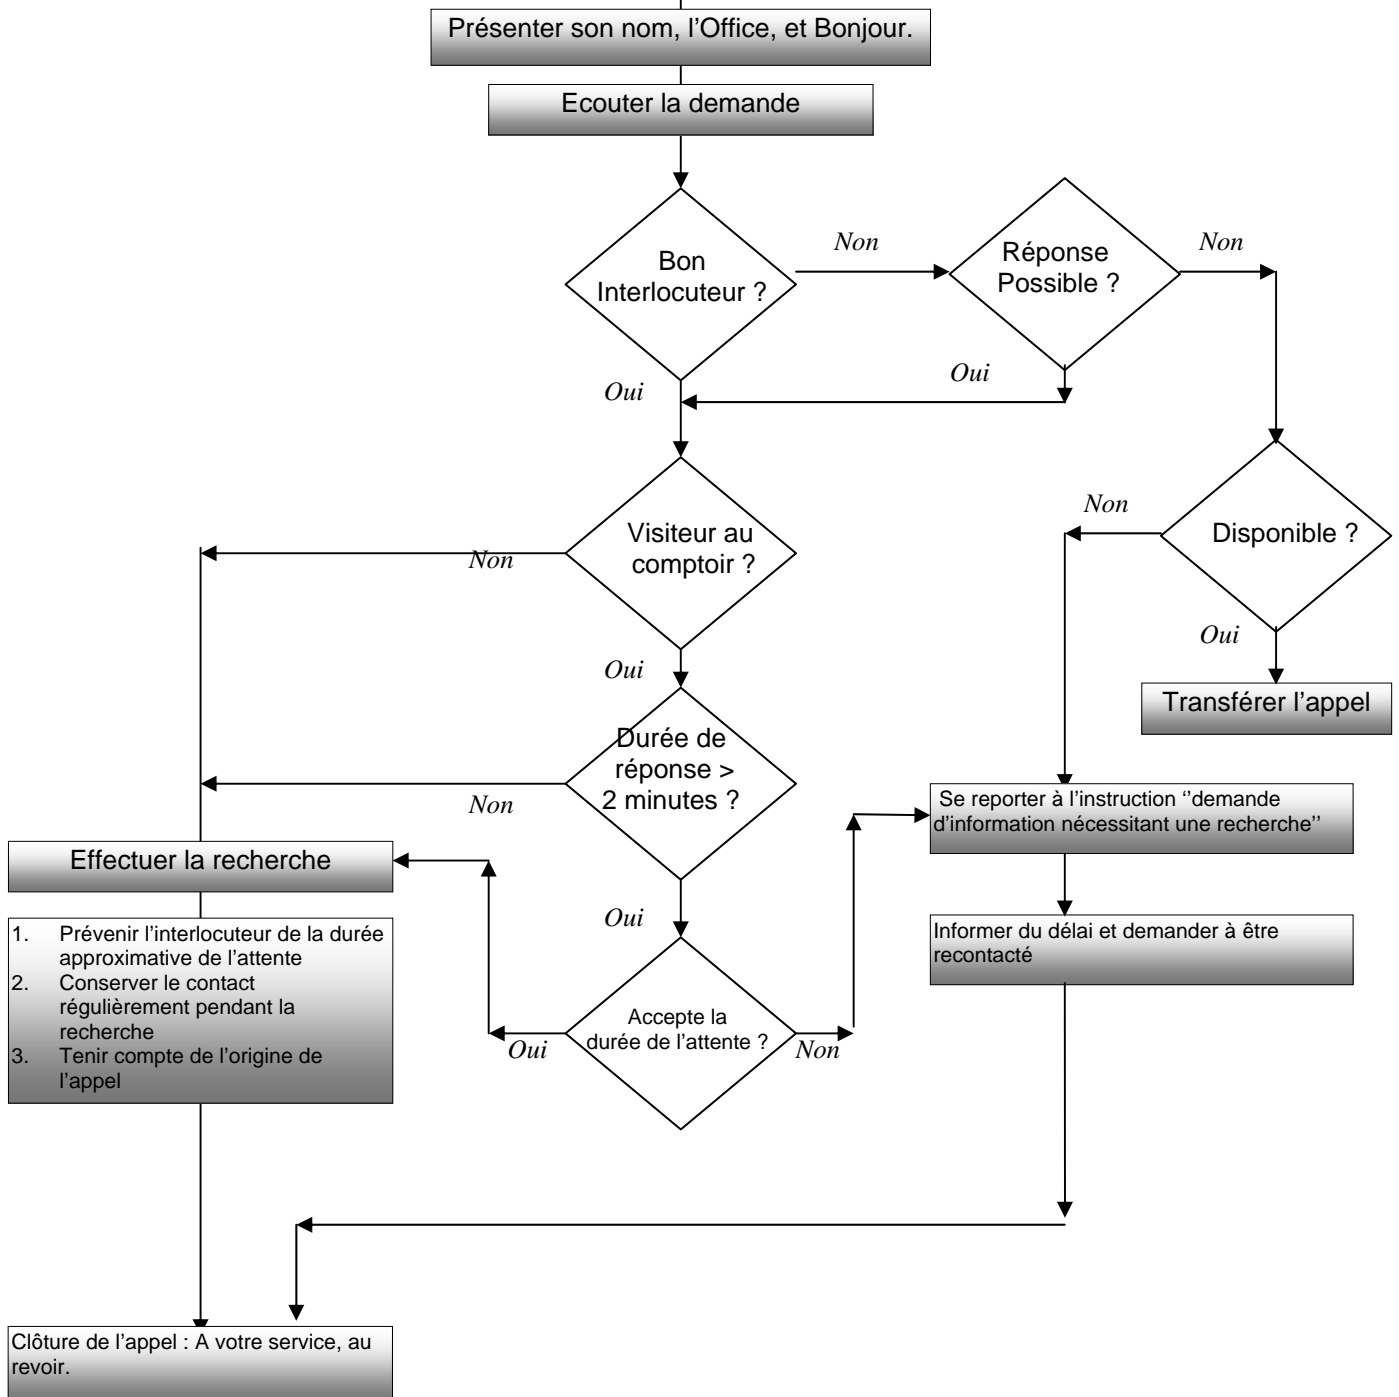 Présenter son nom, l’Office, et Bonjour.
Ecouter la demande
Bon
Interlocuteur ?
Non
Réponse
Possible ?
Non
Oui
Oui
Visiteur au
comptoir ?
Non
Non
Disponible ?
Oui
Oui
Transférer l’appel
Durée de
réponse >
2 minutes ?
Non
Se reporter à l’instruction ‘’demande
d’information nécessitant une recherche’’
Effectuer la recherche
Oui
1. Prévenir l’interlocuteur de la durée
approximative de l’attente
2. Conserver le contact
régulièrement pendant la
recherche
3. Tenir compte de l’origine de
l’appel
Informer du délai et demander à être
recontacté
Accepte la
durée de l’attente ?
Oui
Non
Clôture de l’appel : A votre service, au
revoir.